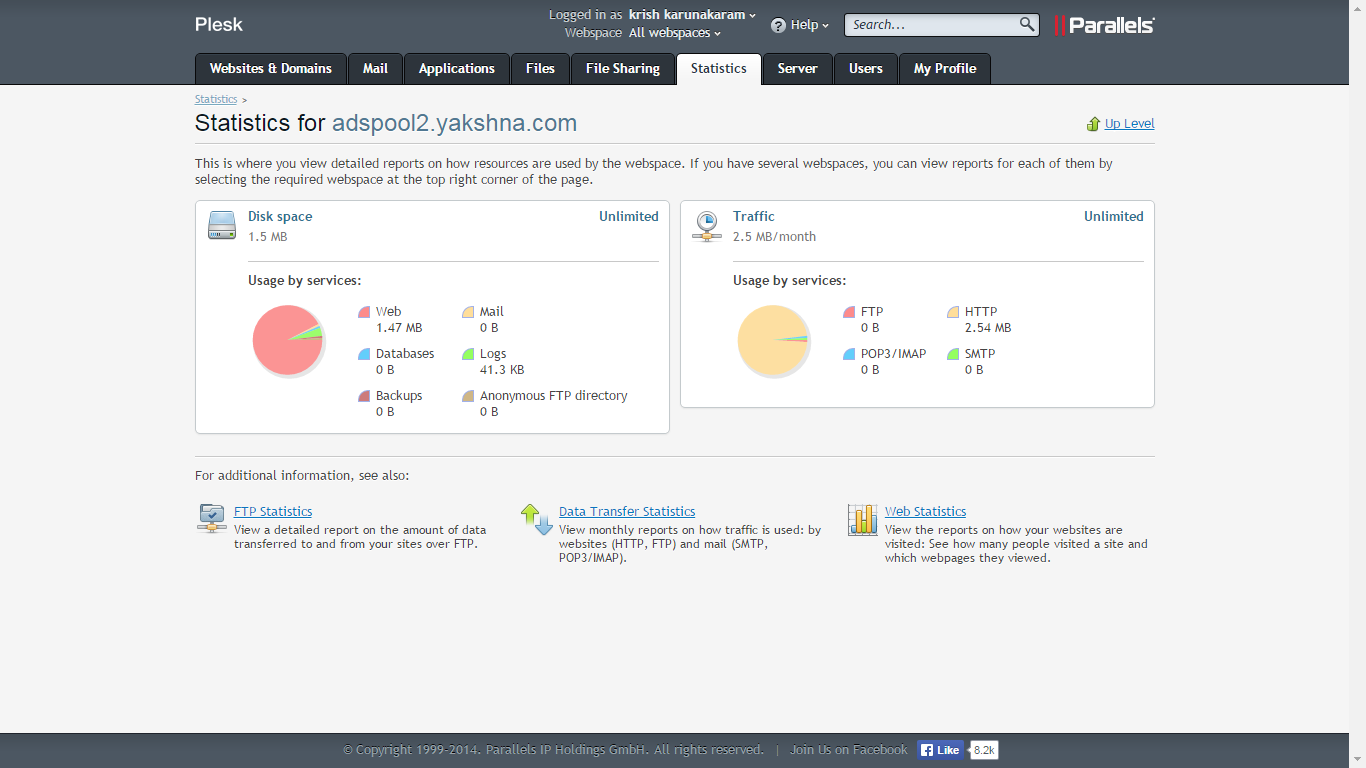 Plesk
Logged in as krish karunakaram
Webspace All webspaces
Help
Search...
Parallels
Websites & Domains
Mail
Applications
Files
File Sharing
Statistics
Server
Users
My Profile
Statistics >
Statistics for adspool2.yakshna.com
Up Level
This is where you view detailed reports on how resources are used by the webspace. If you have several webspaces, you can view reports for each of them by
selecting the required webspace at the top right corner of the page.
Disk space
Unlimited
1.5 MB
Usage by services:
Web
1.47 MB
Mail
0 B
Databases
0 B
Logs
41.3 KB
Backups
0 B
Anonymous FTP directory
0 B
Traffic
Unlimited
2.5 MB/month
Usage by services:
FTP
0 B
HTTP
2.54 MB
POP3/IMAP
0 B
SMTP
0 B
For additional information, see also:
FTP Statistics
View a detailed report on the amount of data
transferred to and from your sites over FTP.
Data Transfer Statistics
View monthly reports on how traffic is used: by
websites (HTTP, FTP) and mail (SMTP,
POP3/IMAP).
Web Statistics
View the reports on how your websites are
visited: See how many people visited a site and
which webpages they viewed.
© Copyright 1999-2014. Parallels IP Holdings GmbH. All rights reserved. | Join Us on Facebook
Like
8.2k